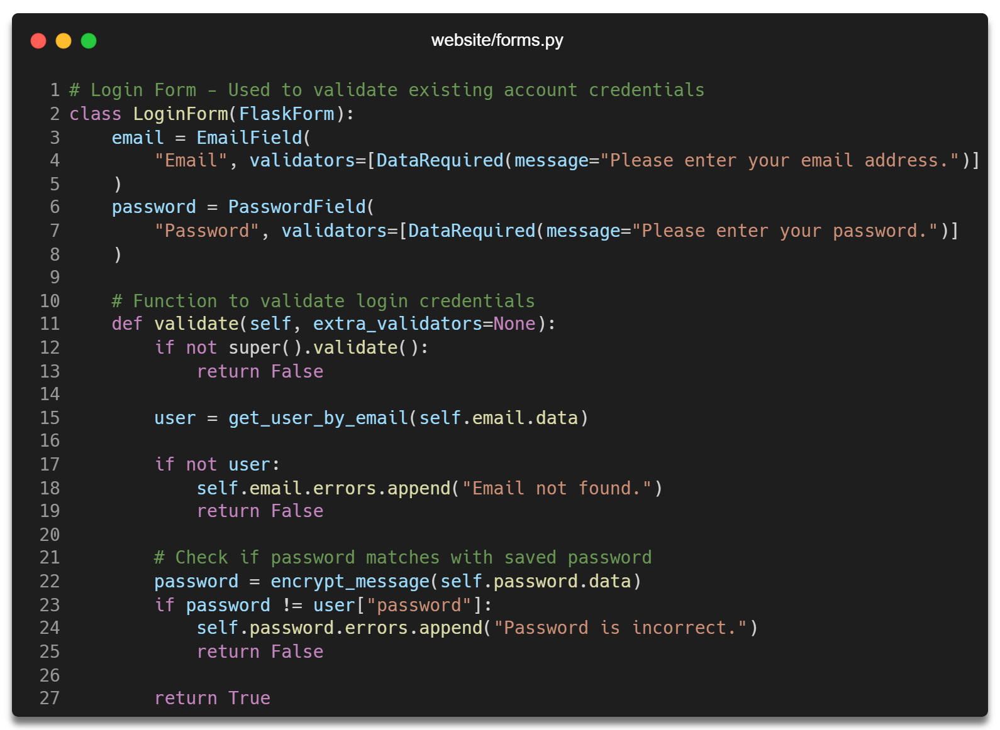 website/forms.py
1 # Login Form - Used to validate existing account credentials
2 class LoginForm(FlaskForm):
3     email = EmailField(
4         "Email", validators=[DataRequired(message="Please enter your email address.")]
5     )
6     password = PasswordField(
7         "Password", validators=[DataRequired(message="Please enter your password.")]
8     )
9
10     # Function to validate login credentials
11     def validate(self, extra_validators=None):
12         if not super().validate():
13             return False
14
15         user = get_user_by_email(self.email.data)
16
17         if not user:
18             self.email.errors.append("Email not found.")
19             return False
20
21         # Check if password matches with saved password
22         password = encrypt_message(self.password.data)
23         if password != user["password"]:
24             self.password.errors.append("Password is incorrect.")
25             return False
26
27         return True